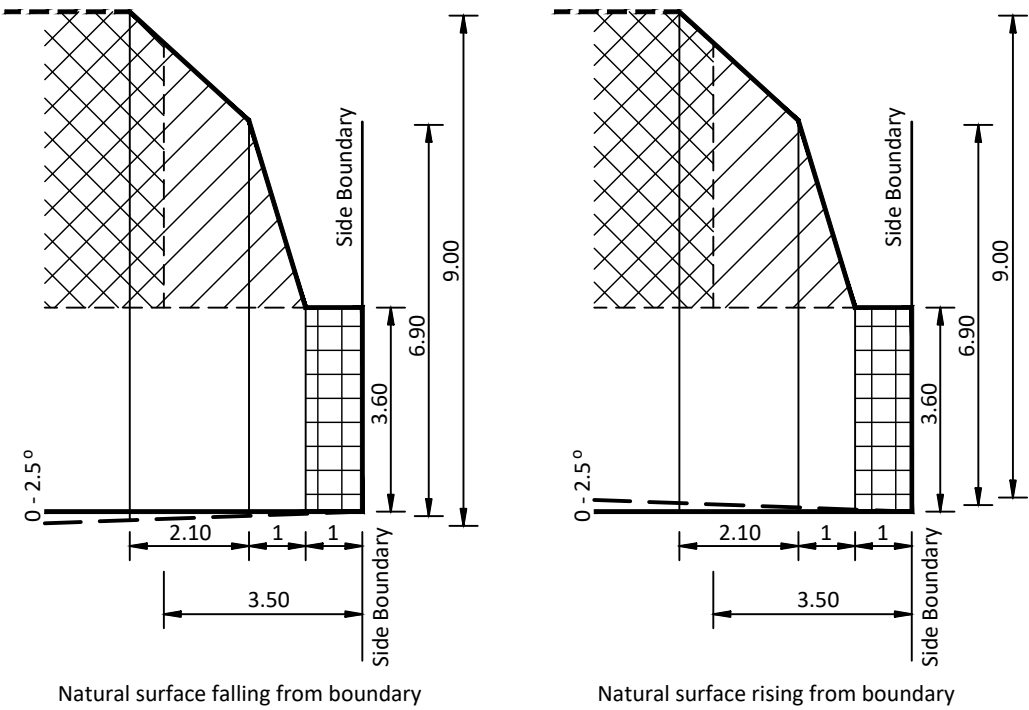 Side Boundary
9.00
6.90
3.60
0 - 2.5°
2.10
1
1
3.50
Side Boundary
Natural surface falling from boundary
Side Boundary
9.00
6.90
3.60
0 - 2.5°
2.10
1
1
3.50
Side Boundary
Natural surface rising from boundary